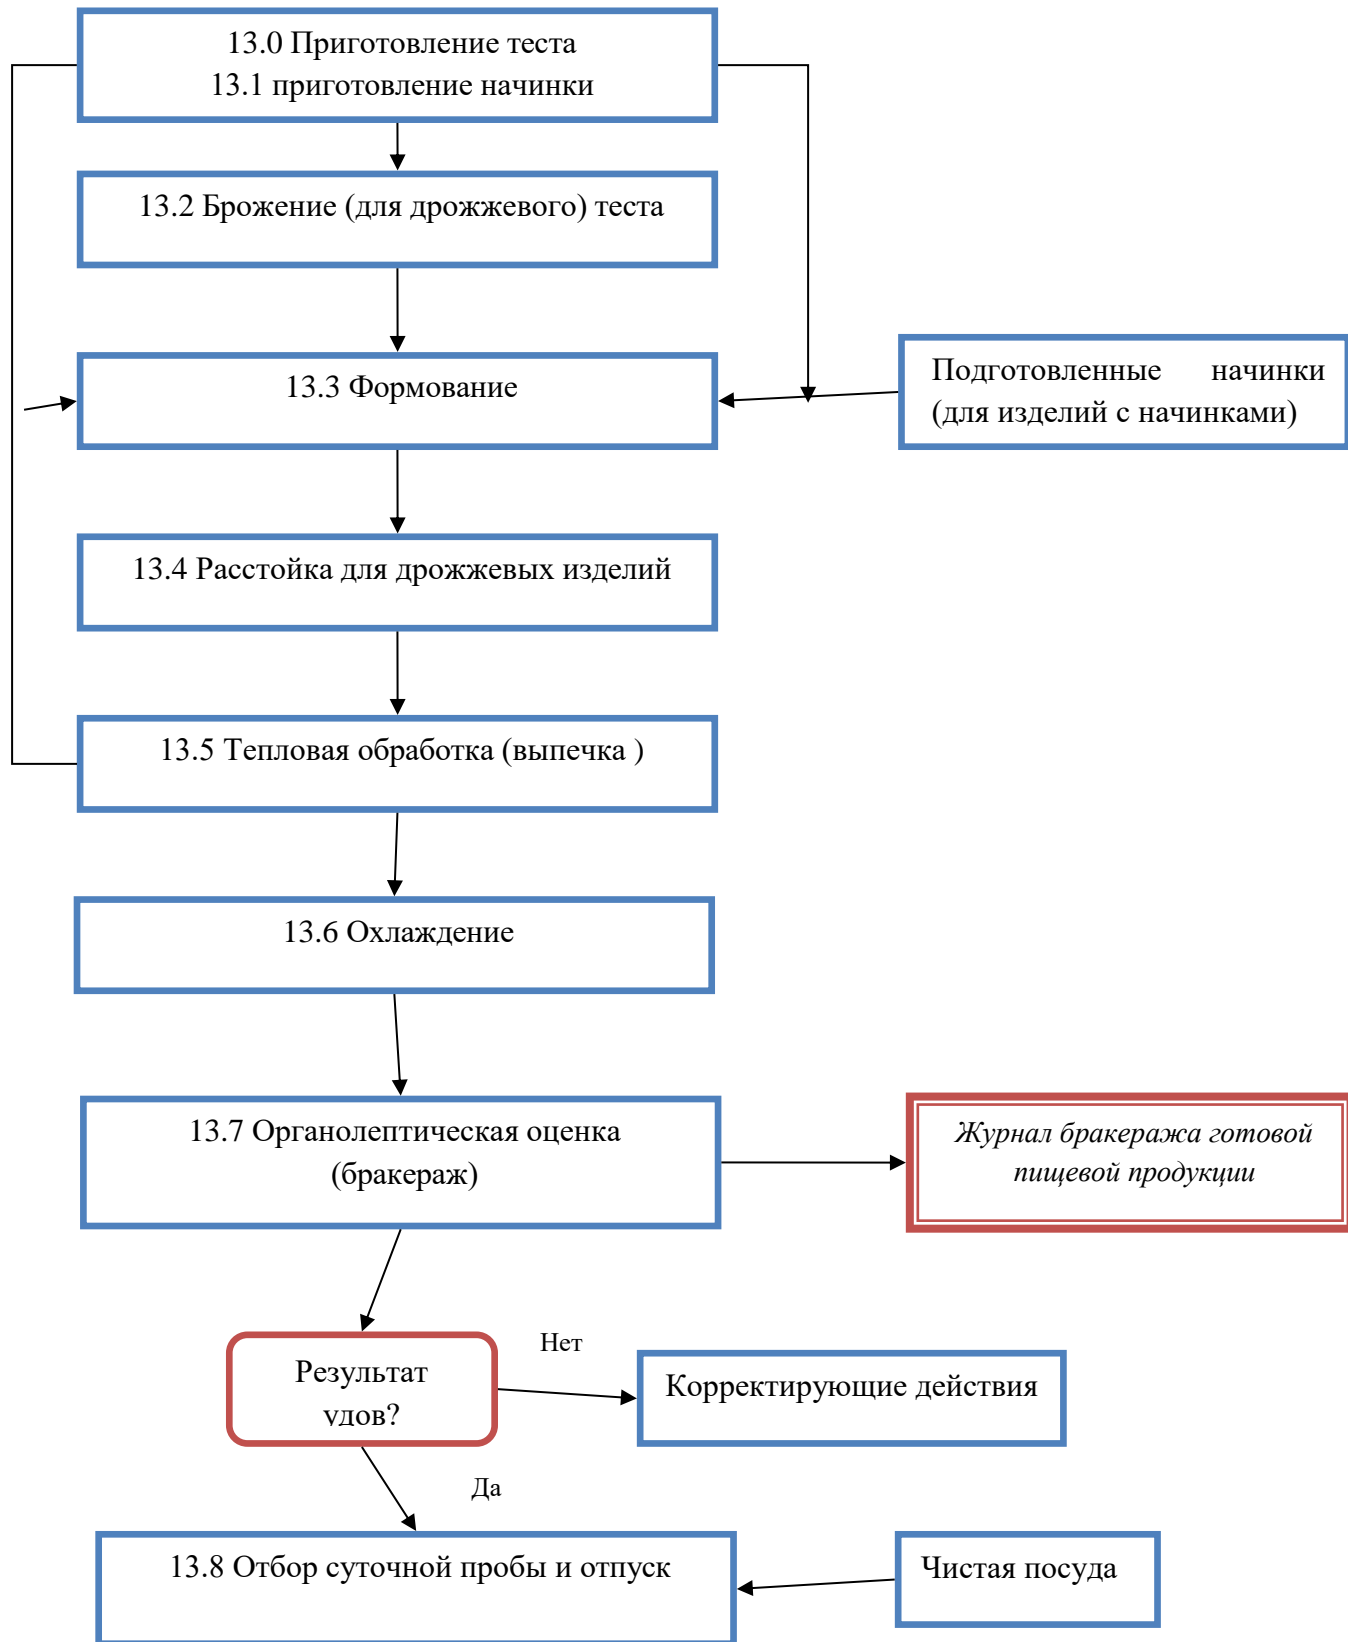 13.0 Приготовление теста
13.1 приготовление начинки
13.2 Брожение (для дрожжевого) теста
13.3 Формование
Подготовленные начинки
(для изделий с начинками)
13.4 Расстойка для дрожжевых изделий
13.5 Тепловая обработка (выпечка )
13.6 Охлаждение
13.7 Органолептическая оценка
(бракераж)
Журнал бракеража готовой
пищевой продукции
Результат
удов?
Нет
Корректирующие действия
Да
13.8 Отбор суточной пробы и отпуск
Чистая посуда